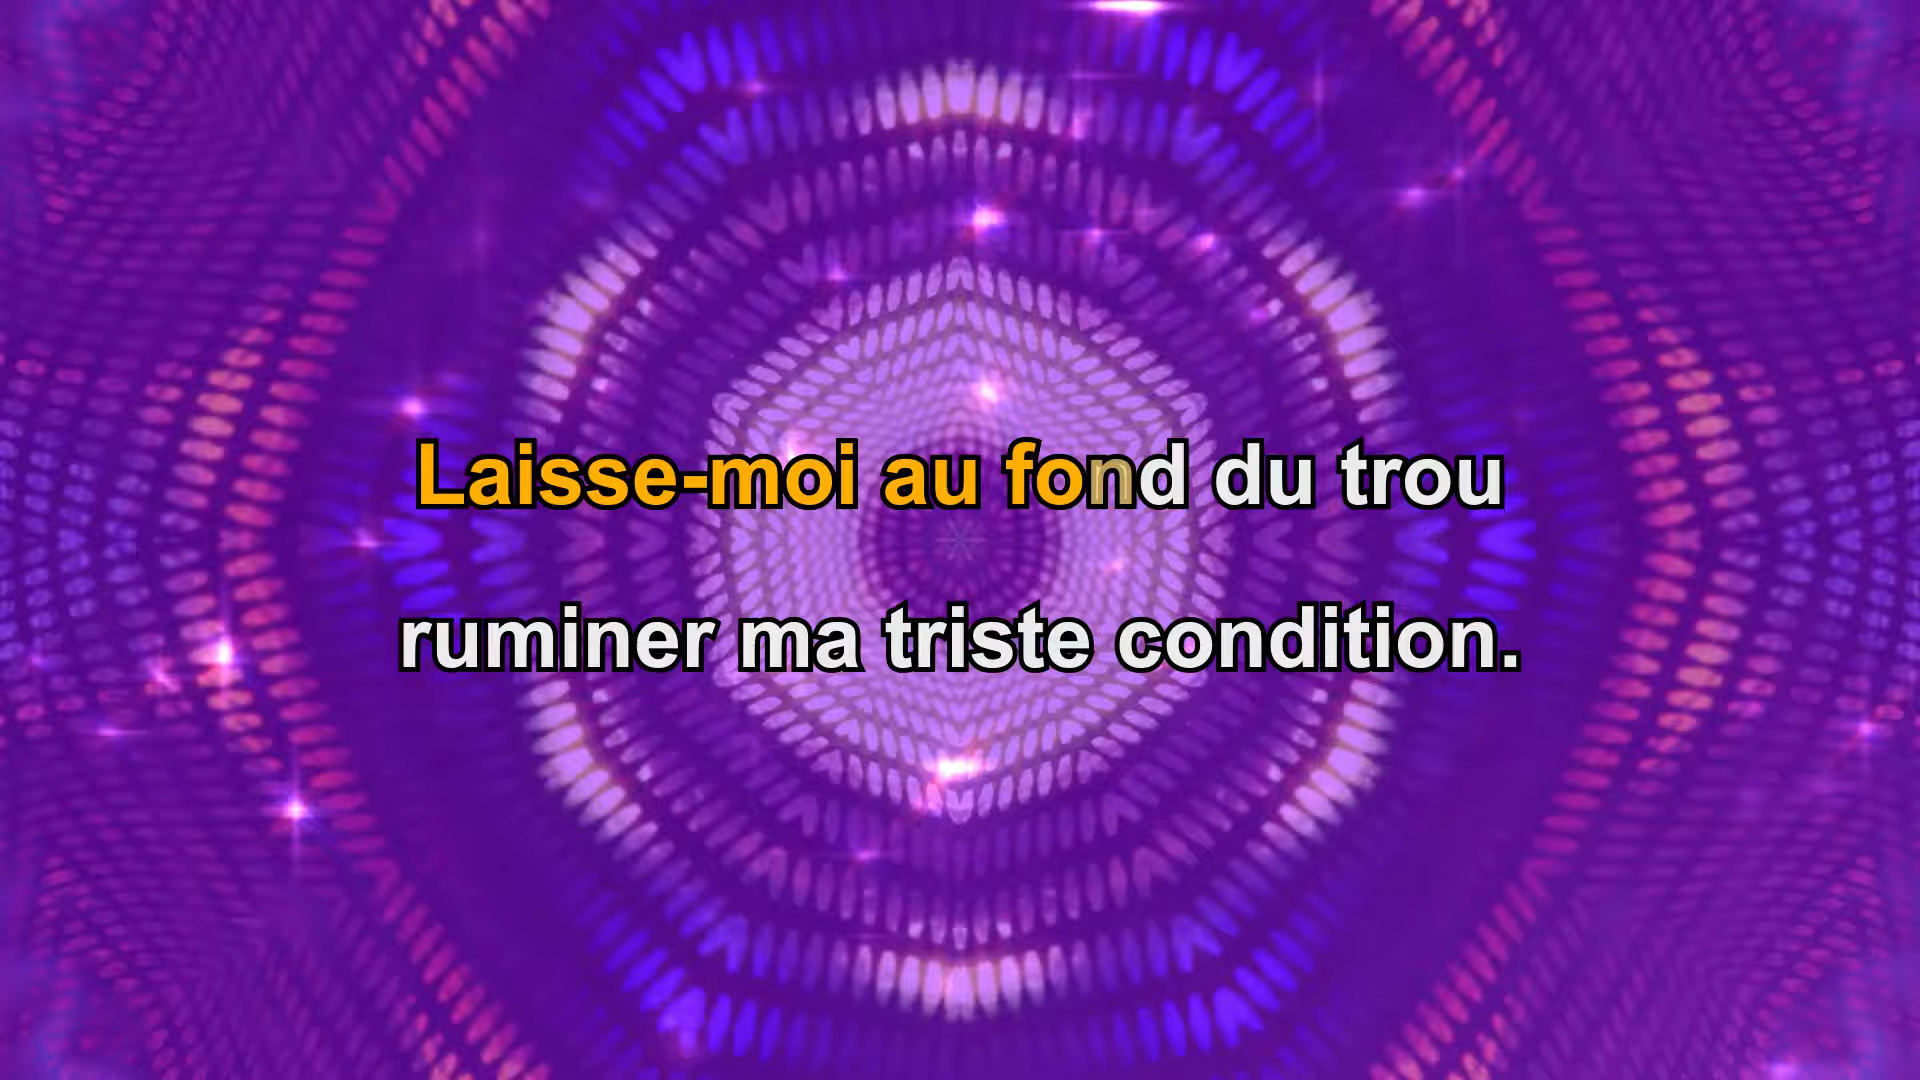 Laisse-moi au fond du trou
ruminer ma triste condition.